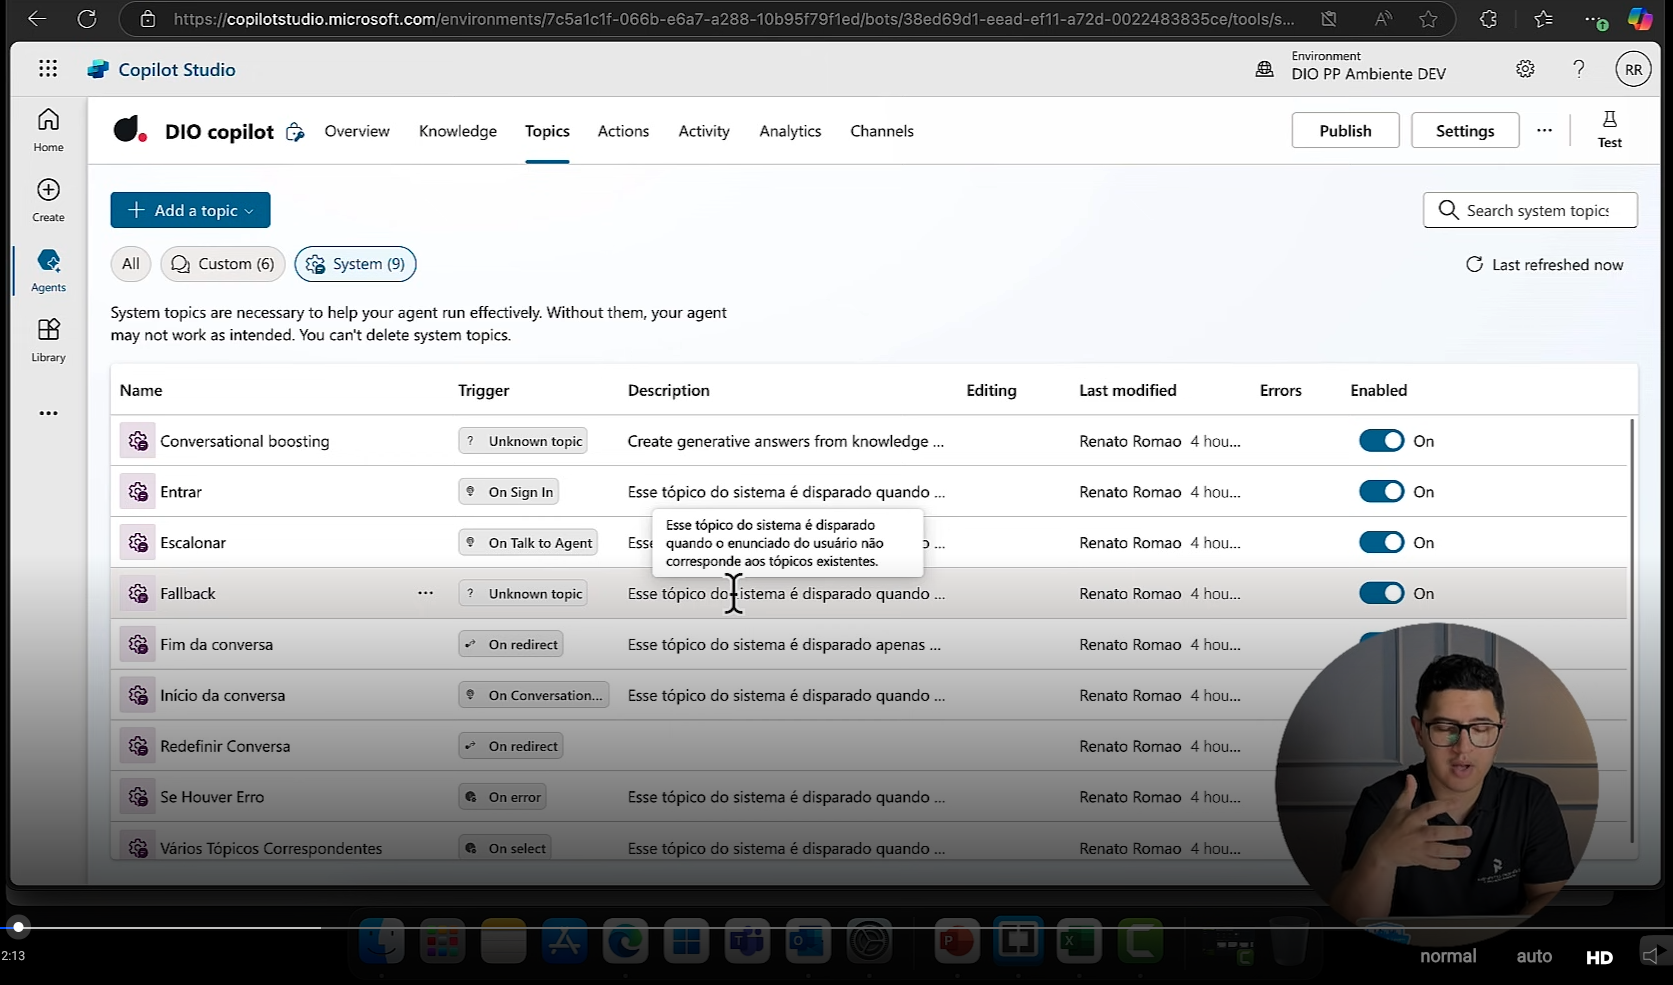 https://copilotstudio.microsoft.com/environments/7c5a1c1f-066b-e6a7-a288-10b95f79f1ed/bots/38ed69d1-eead-ef11-a72d-0022483835ce/tools/s...
Copilot Studio
Environment
DIO PP Ambiente DEV
RR
Home
Create
Agents
Library
DIO copilot
Overview
Knowledge
Topics
Actions
Activity
Analytics
Channels
Publish
Settings
Test
Add a topic
Search system topics
All
Custom (6)
System (9)
Last refreshed now
System topics are necessary to help your agent run effectively. Without them, your agent
may not work as intended. You can't delete system topics.
Name Trigger Description Editing Last modified Errors Enabled
Conversational boosting ? Unknown topic Create generative answers from knowledge ... Renato Romao 4 hou... On
Entrar On Sign In Esse tópico do sistema é disparado quando ... Renato Romao 4 hou... On
Esse tópico do sistema é disparado
quando o enunciado do usuário não
corresponde aos tópicos existentes.
Escalonar On Talk to Agent Esse o ... Renato Romao 4 hou... On
Fallback ... ? Unknown topic Esse tópico do sistema é disparado quando ... Renato Romao 4 hou... On
Fim da conversa On redirect Esse tópico do sistema é disparado apenas ... Renato Romao 4 hou...
Início da conversa On Conversation... Esse tópico do sistema é disparado quando ... Renato Romao 4 hou...
Redefinir Conversa On redirect Renato Romao 4 hou...
Se Houver Erro On error Esse tópico do sistema é disparado quando ... Renato Romao 4 hou...
Vários Tópicos Correspondentes On select Esse tópico do sistema é disparado quando ... Renato Romao 4 hou...
2:13
normal
auto
HD